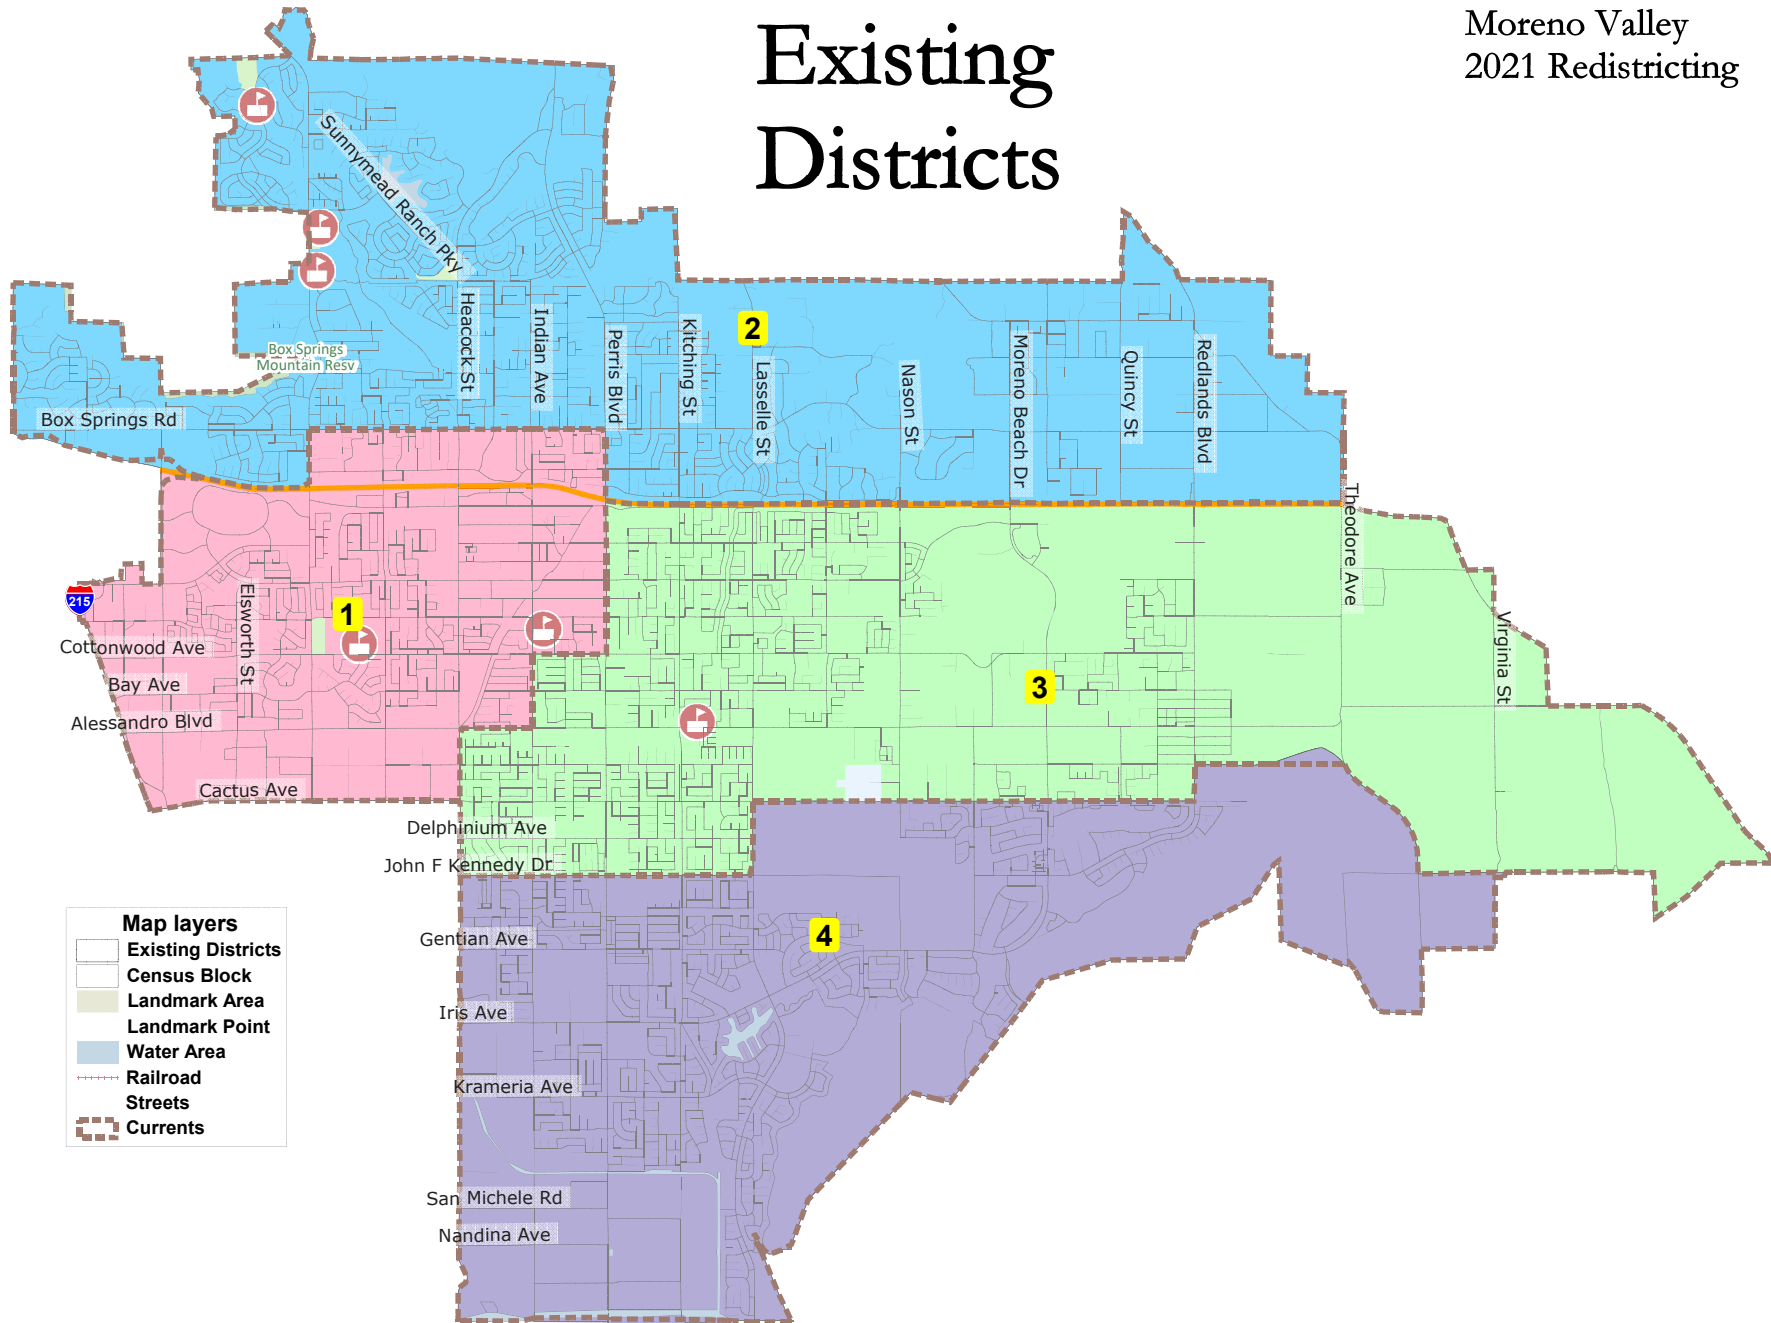 Existing
Districts
Moreno Valley
2021 Redistricting
Sunnymead Ranch Pky
Heacock St
Indian Ave
Perris Blvd
Kitching St
2
Lasselle St
Nason St
Moreno Beach Dr
Quincy St
Redlands Blvd
Box Springs
Mountain Resv
Box Springs Rd
Theodore Ave
215
Elsworth St
1
Cottonwood Ave
Bay Ave
Alessandro Blvd
Virginia St
3
Cactus Ave
Delphinium Ave
John F Kennedy Dr
4
Gentian Ave
Iris Ave
Krameria Ave
San Michele Rd
Nandina Ave
Map layers
Existing Districts
Census Block
Landmark Area
Landmark Point
Water Area
Railroad
Streets
Currents